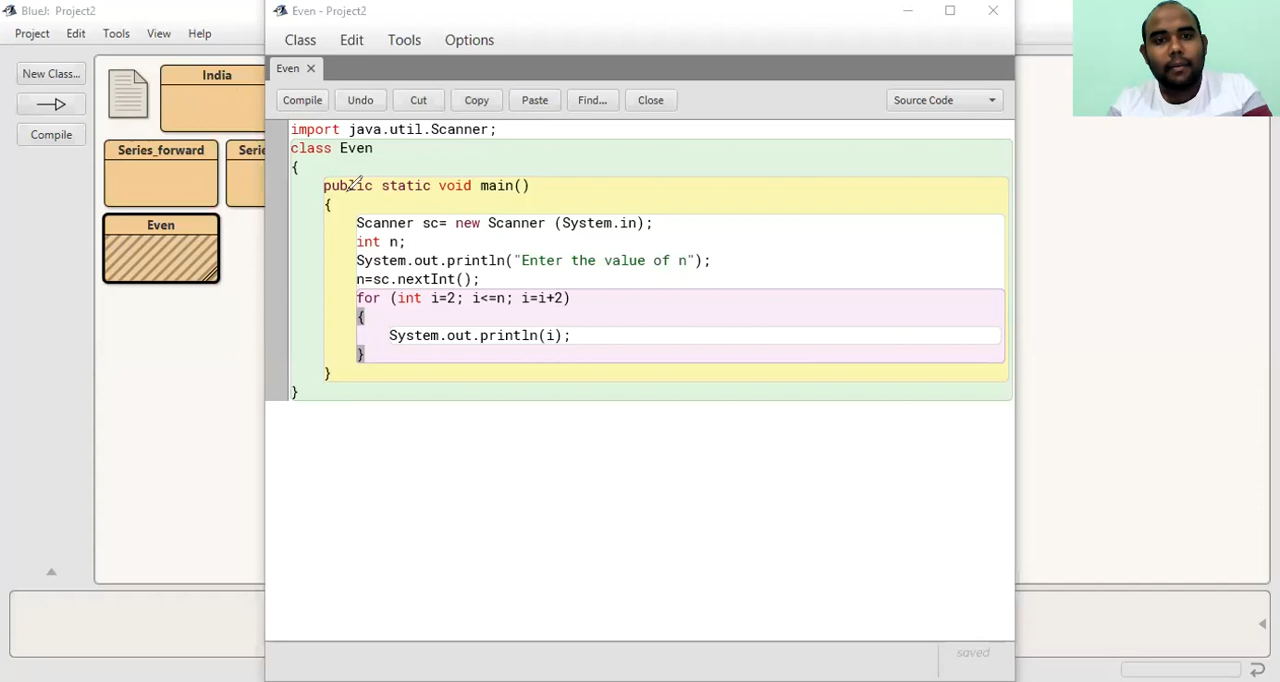 BlueJ: Project2
Project Edit Tools View Help
New Class...
Compile
India
Series_forward
Serie
Even
Even - Project2
Class Edit Tools Options
Even
Compile Undo Cut Copy Paste Find... Close Source Code
import java.util.Scanner;
class Even
{
public static void main()
{
Scanner sc= new Scanner (System.in);
int n;
System.out.println("Enter the value of n");
n=sc.nextInt();
for (int i=2; i<=n; i=i+2)
{
System.out.println(i);
}
}
}
saved